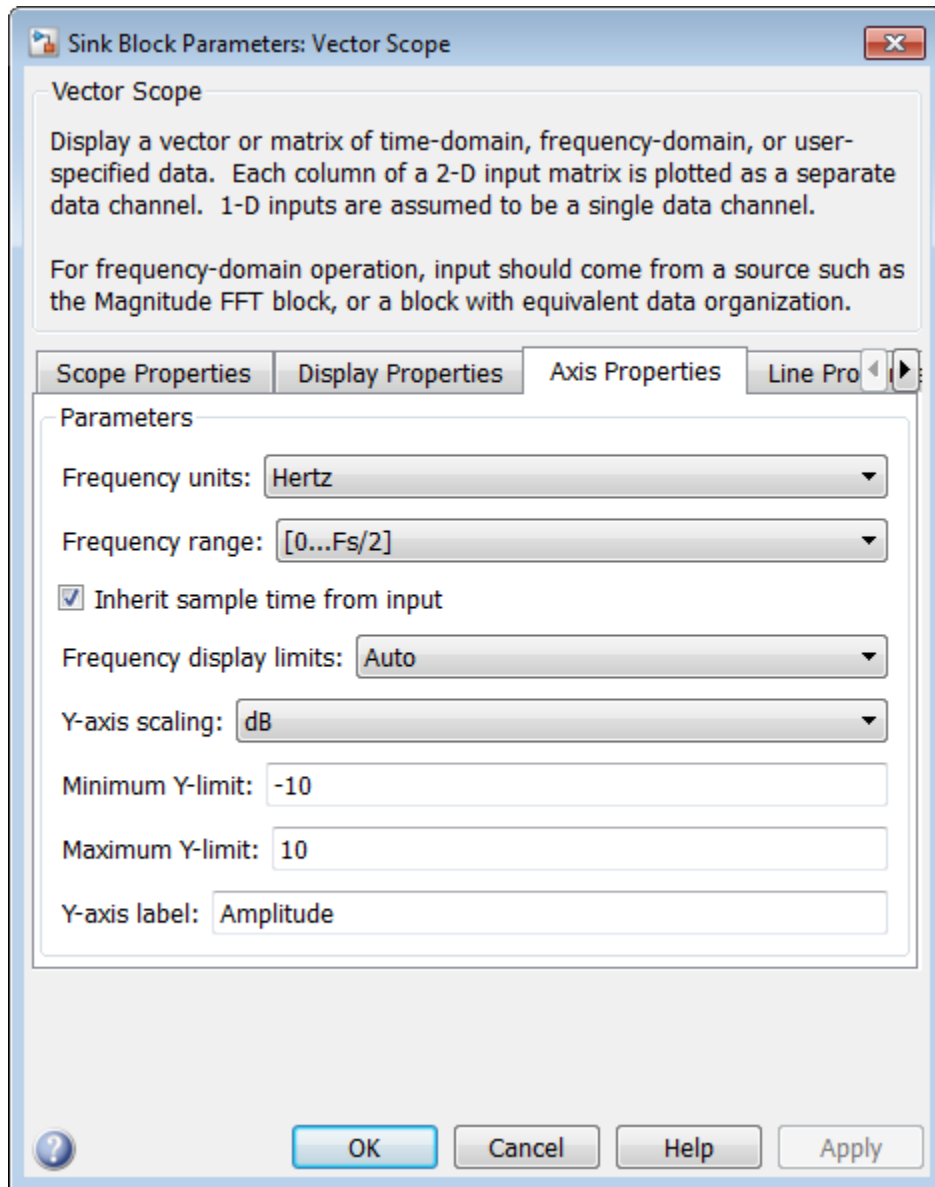 Sink Block Parameters: Vector Scope
Vector Scope
Display a vector or matrix of time-domain, frequency-domain, or user-
specified data.  Each column of a 2-D input matrix is plotted as a separate
data channel.  1-D inputs are assumed to be a single data channel.
For frequency-domain operation, input should come from a source such as
the Magnitude FFT block, or a block with equivalent data organization.
Scope Properties Display Properties Axis Properties Line
Parameters
Frequency units: Hertz
Frequency range: [0...Fs/2]
Inherit sample time from input
Frequency display limits: Auto
Y-axis scaling: dB
Minimum Y-limit: -10
Maximum Y-limit: 10
Y-axis label: Amplitude
OK Cancel Help Apply